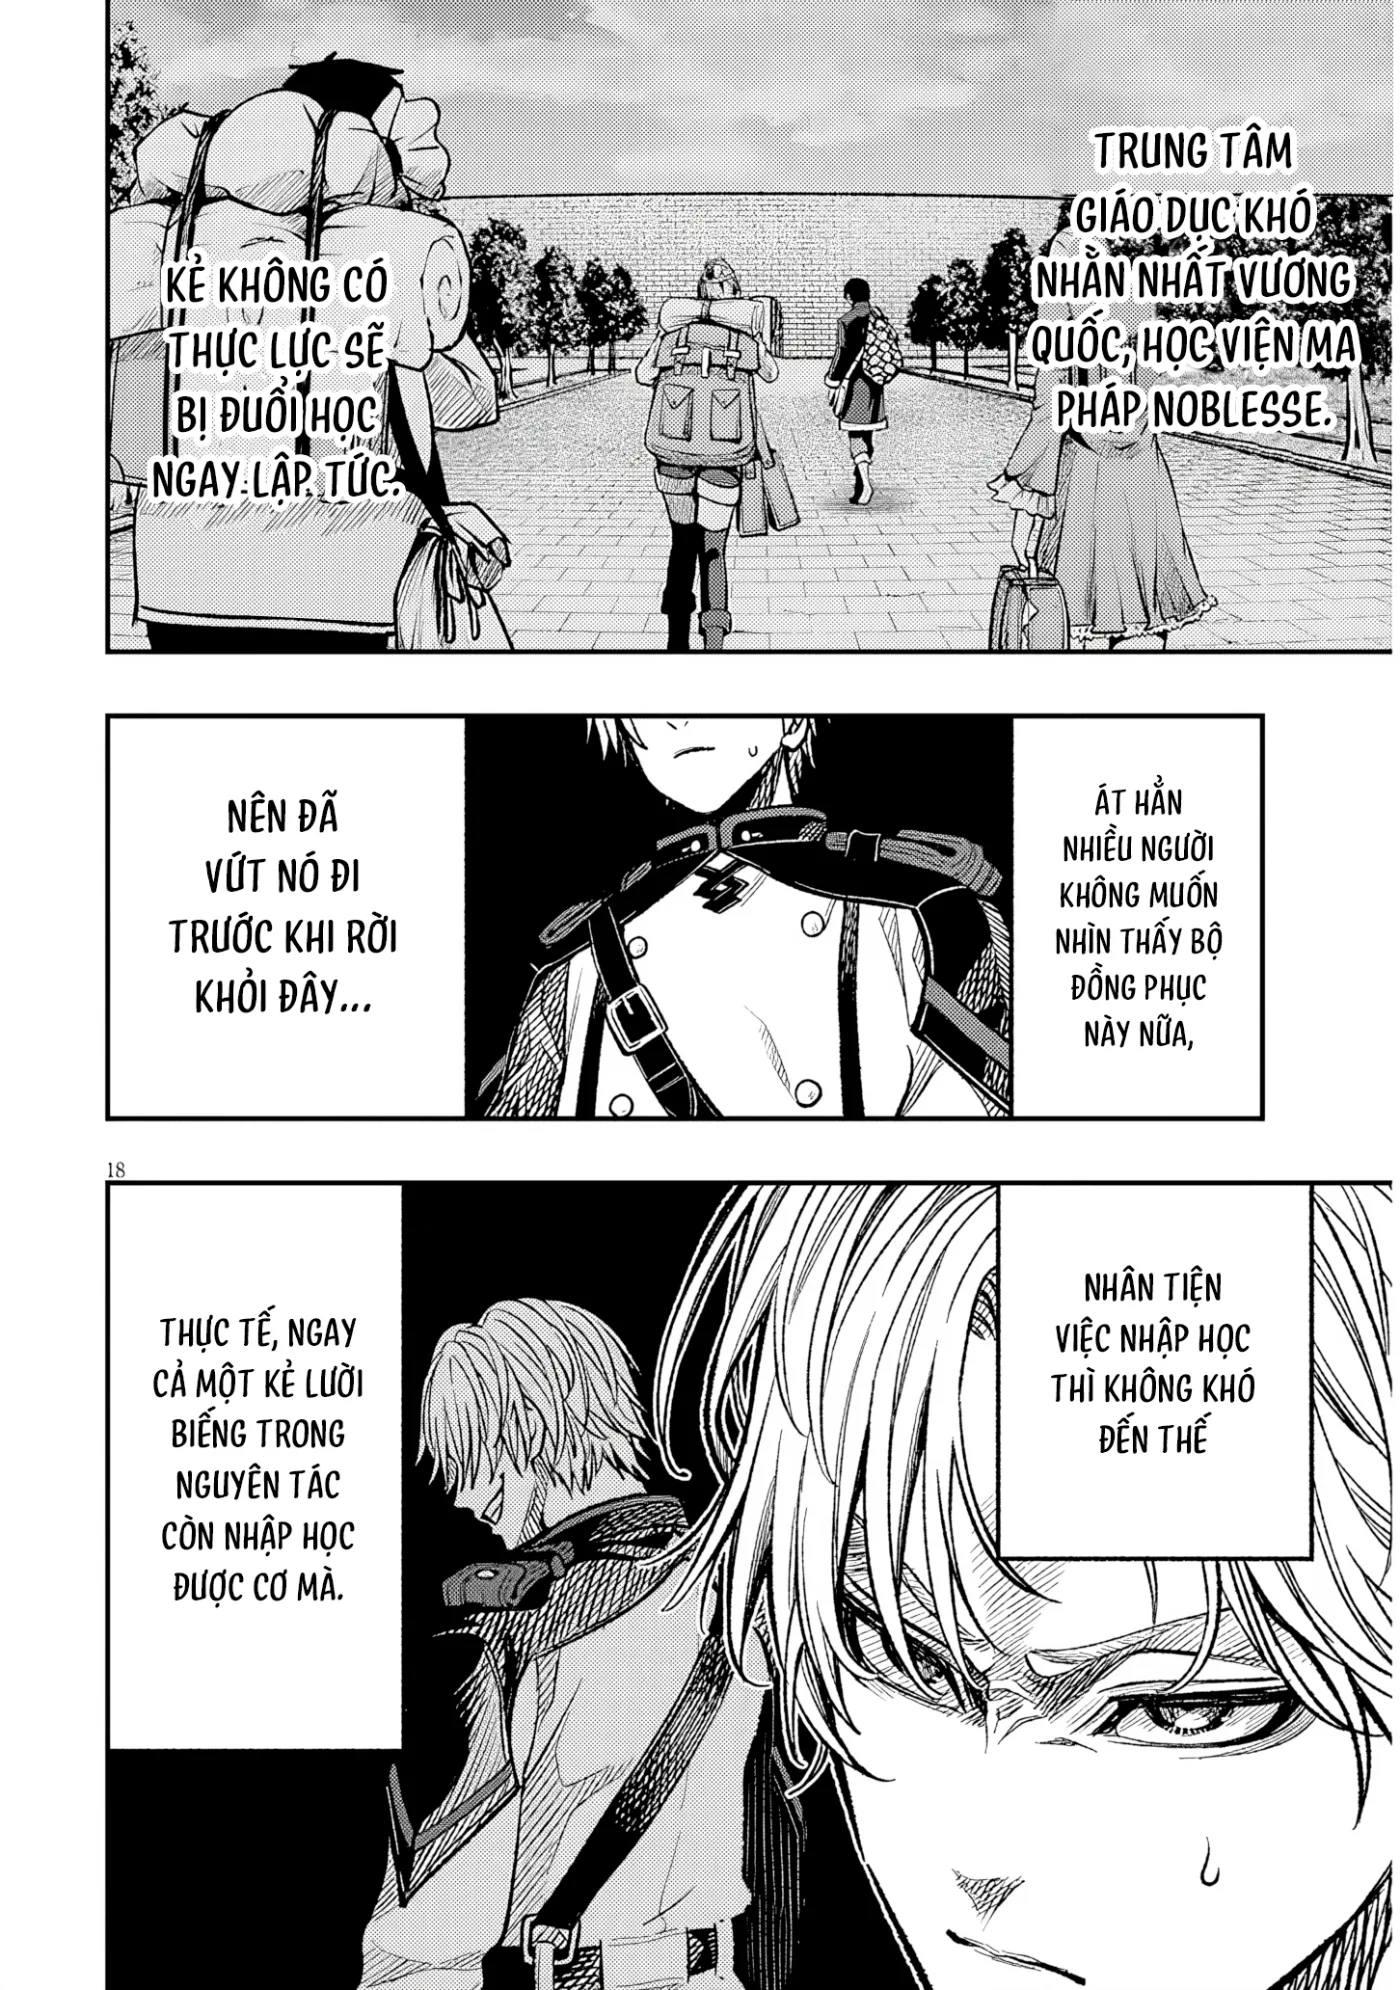 TRUNG TÂM
GIÁO DỤC KHÓ
NHẰN NHẤT VƯƠNG
QUỐC, HỌC VIỆN MA
PHÁP NOBLESSE.
KẺ KHÔNG CÓ
THỰC LỰC SẼ
BỊ ĐUỔI HỌC
NGAY LẬP TỨC.
ÁT HẲN
NHIỀU NGƯỜI
KHÔNG MUỐN
NHÌN THẤY BỘ
ĐỒNG PHỤC
NÀY NỮA,
NÊN ĐÃ
VỨT NÓ ĐI
TRƯỚC KHI RỜI
KHỎI ĐÂY...
18
NHÂN TIỆN
VIỆC NHẬP HỌC
THÌ KHÔNG KHÓ
ĐẾN THẾ
THỰC TẾ, NGAY
CẢ MỘT KẺ LƯỜI
BIẾNG TRONG
NGUYÊN TÁC
CÒN NHẬP HỌC
ĐƯỢC CƠ MÀ.